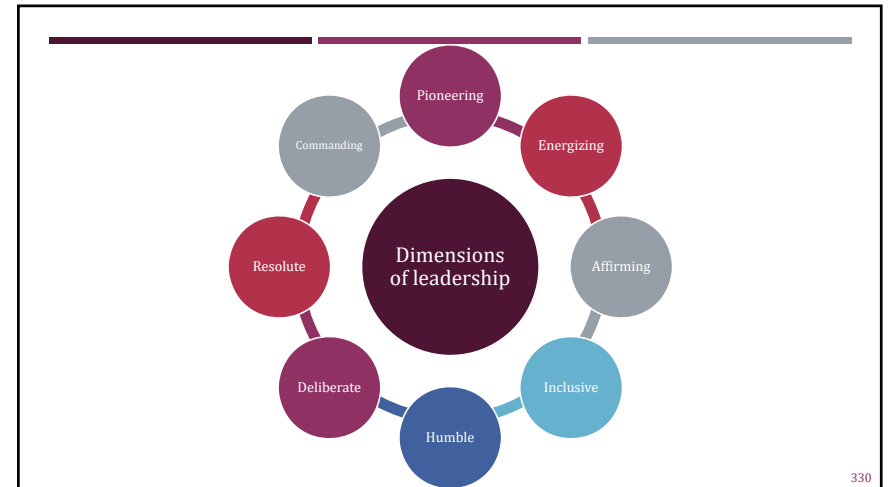 Pioneering
Energizing
Affirming
Inclusive
Humble
Deliberate
Resolute
Commanding
Dimensions
of leadership
330